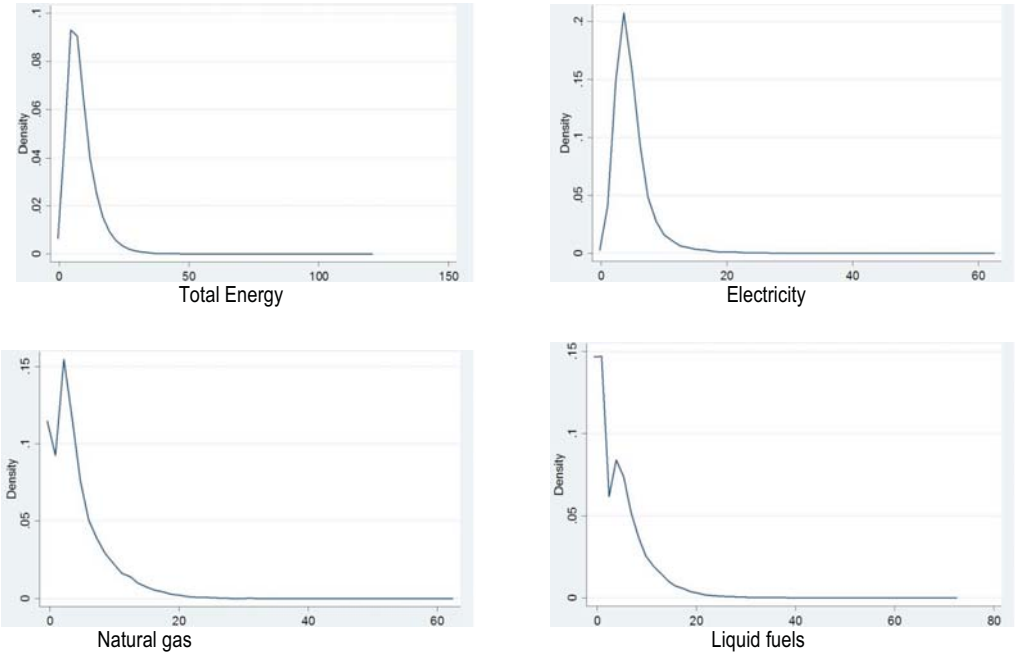 .1
.08
.06
.04
.02
0
Density
0 50 100 150
Total Energy
.2
.15
.1
.05
0
Density
0 20 40 60
Electricity
.15
.1
.05
0
Density
0 20 40 60
Natural gas
.15
.1
.05
0
Density
0 20 40 60 80
Liquid fuels